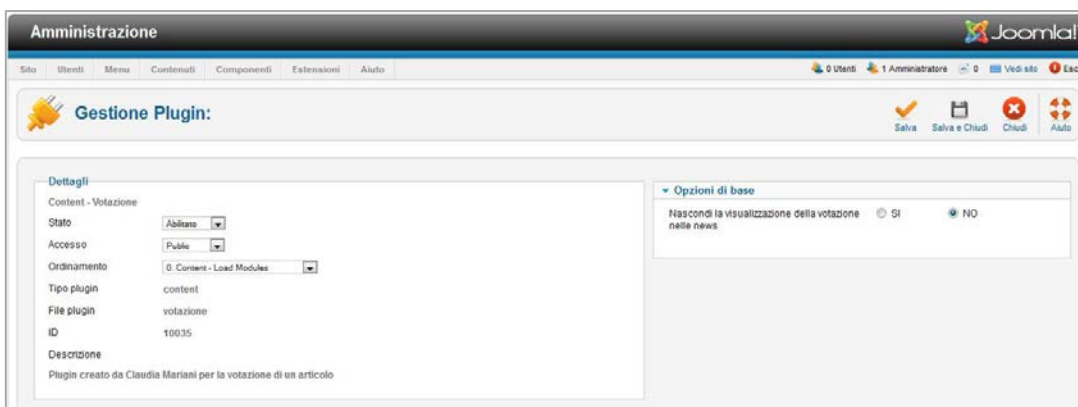 Amministrazione
Joomla!
Sito Utenti Menu Contenuti Componenti Estensioni Aiuto
0 Utenti 1 Amministratore 0 Vedi sito Esc
Gestione Plugin:
Salva Salva e Chiudi Chiudi Aiuto
Dettagli
Content - Votazione
Stato Abilitato
Accesso Public
Ordinamento 0. Content - Load Modules
Tipo plugin content
File plugin votazione
ID 10035
Descrizione
Plugin creato da Claudia Mariani per la votazione di un articolo
Opzioni di base
Nascondi la visualizzazione della votazione nelle news SI NO